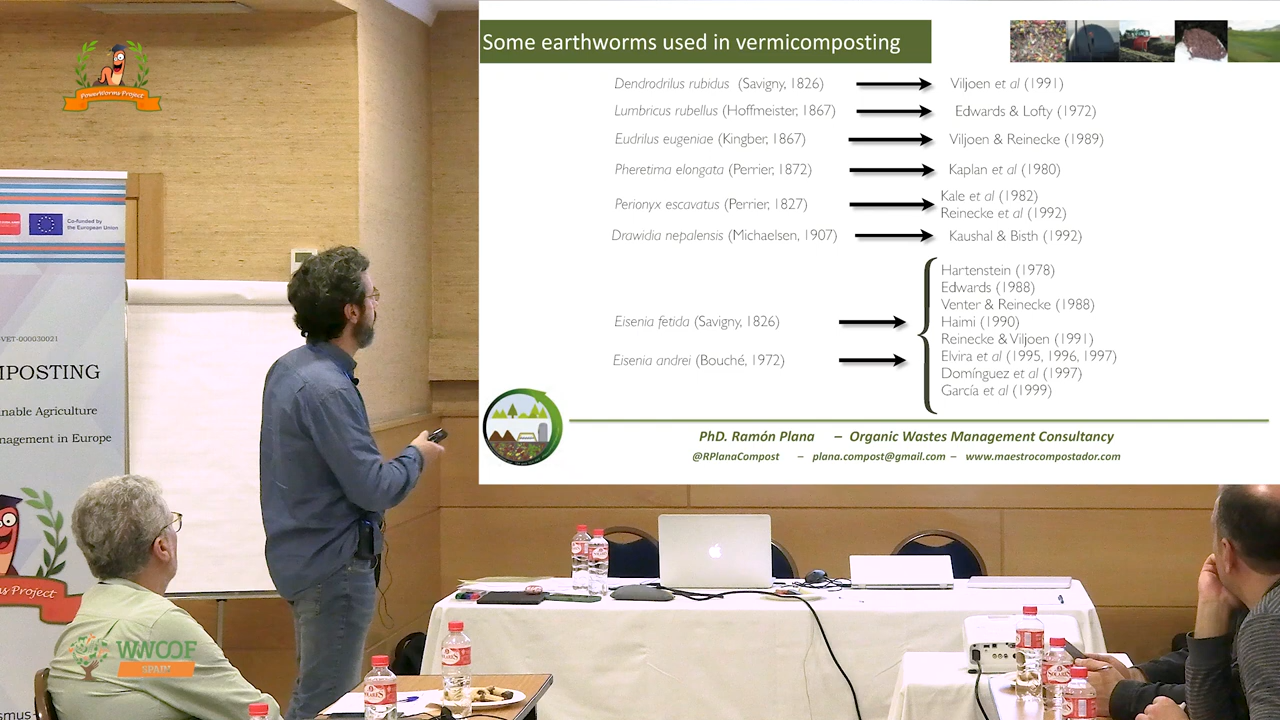 PowerWorms Project
Co-funded by
the European Union
VET-000030021
MPOSTING
nable Agriculture
nagement in Europe
ms Project
smus-
WWOOF
SPAIN
Some earthworms used in vermicomposting
Dendrodrilus rubidus (Savigny, 1826) Viljoen et al (1991)
Lumbricus rubellus (Hoffmeister, 1867) Edwards & Lofty (1972)
Eudrilus eugeniae (Kingber, 1867) Viljoen & Reinecke (1989)
Pheretima elongata (Perrier, 1872) Kaplan et al (1980)
Perionyx escavatus (Perrier, 1827) Kale et al (1982)
Reinecke et al (1992)
Drawidia nepalensis (Michaelsen, 1907) Kaushal & Bisth (1992)
Hartenstein (1978)
Edwards (1988)
Venter & Reinecke (1988)
Eisenia fetida (Savigny, 1826) Haimi (1990)
Reinecke & Viljoen (1991)
Eisenia andrei (Bouché, 1972) Elvira et al (1995, 1996, 1997)
Domínguez et al (1997)
García et al (1999)
PhD. Ramón Plana – Organic Wastes Management Consultancy
@RPlanaCompost – plana.compost@gmail.com – www.maestrocompostador.com